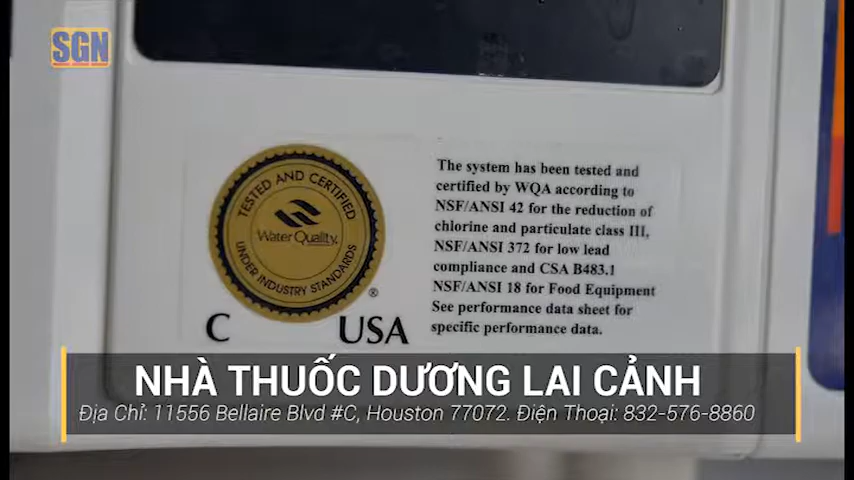 SGN
TESTED AND CERTIFIED
Water Quality
UNDER INDUSTRY STANDARDS
®
C USA
The system has been tested and
certified by WQA according to
NSF/ANSI 42 for the reduction of
chlorine and particulate class III,
NSF/ANSI 372 for low lead
compliance and CSA B483.1
NSF/ANSI 18 for Food Equipment
See performance data sheet for
specific performance data.
NHÀ THUỐC DƯƠNG LAI CẢNH
Địa Chỉ: 11556 Bellaire Blvd #C, Houston 77072. Điện Thoại: 832-576-8860